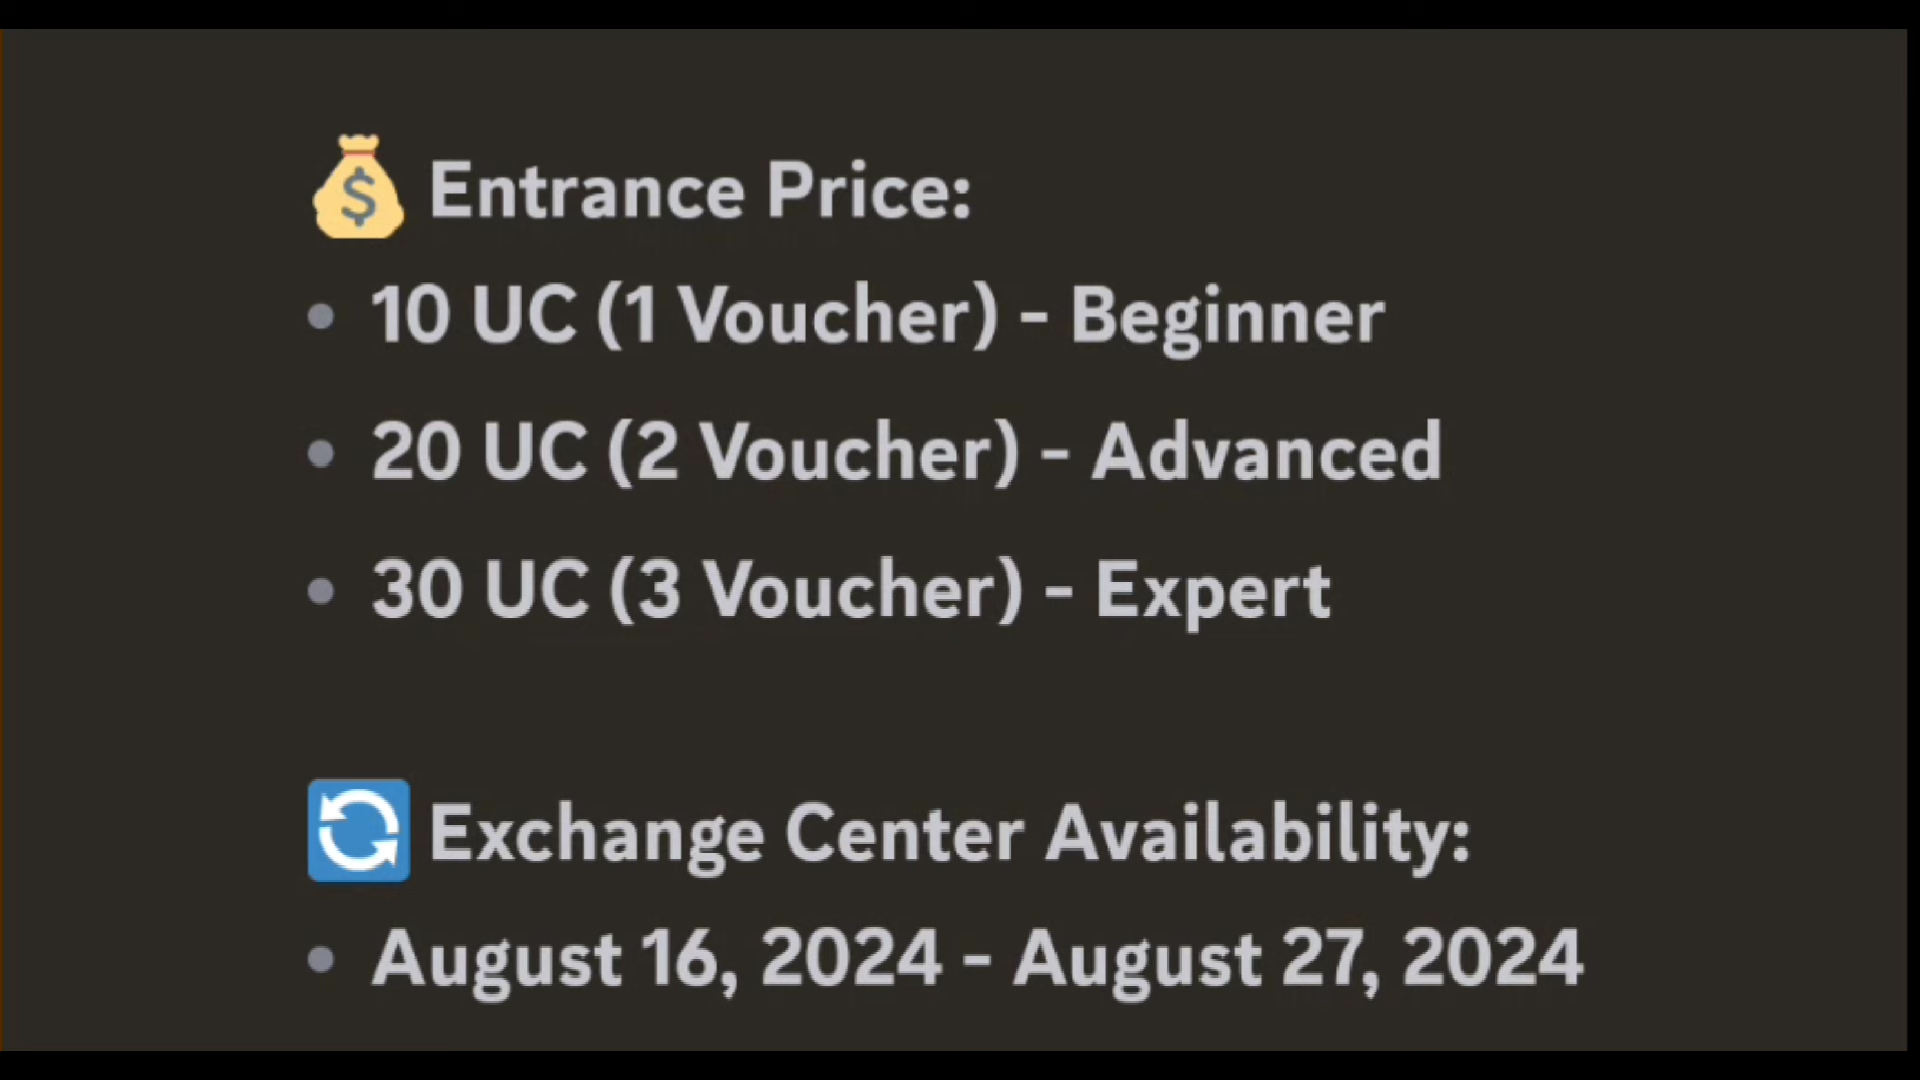 Entrance Price:
• 10 UC (1 Voucher) - Beginner
• 20 UC (2 Voucher) - Advanced
• 30 UC (3 Voucher) - Expert
Exchange Center Availability:
• August 16, 2024 - August 27, 2024